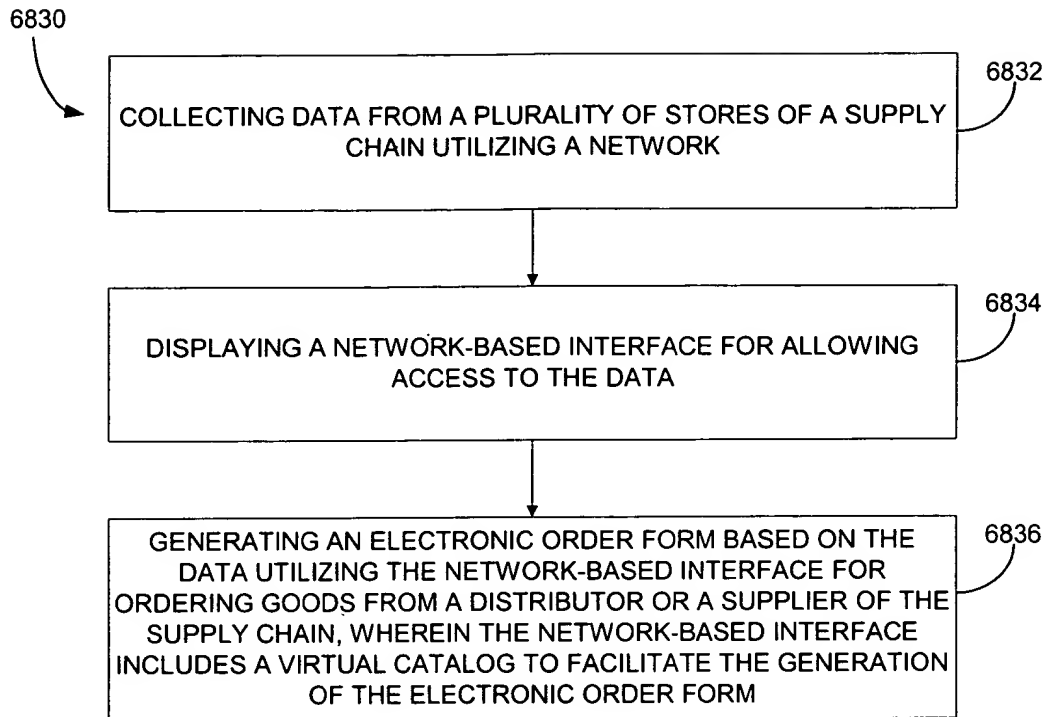 6830
6832
COLLECTING DATA FROM A PLURALITY OF STORES OF A SUPPLY
CHAIN UTILIZING A NETWORK
6834
DISPLAYING A NETWORK-BASED INTERFACE FOR ALLOWING
ACCESS TO THE DATA
6836
GENERATING AN ELECTRONIC ORDER FORM BASED ON THE
DATA UTILIZING THE NETWORK-BASED INTERFACE FOR
ORDERING GOODS FROM A DISTRIBUTOR OR A SUPPLIER OF THE
SUPPLY CHAIN, WHEREIN THE NETWORK-BASED INTERFACE
INCLUDES A VIRTUAL CATALOG TO FACILITATE THE GENERATION
OF THE ELECTRONIC ORDER FORM